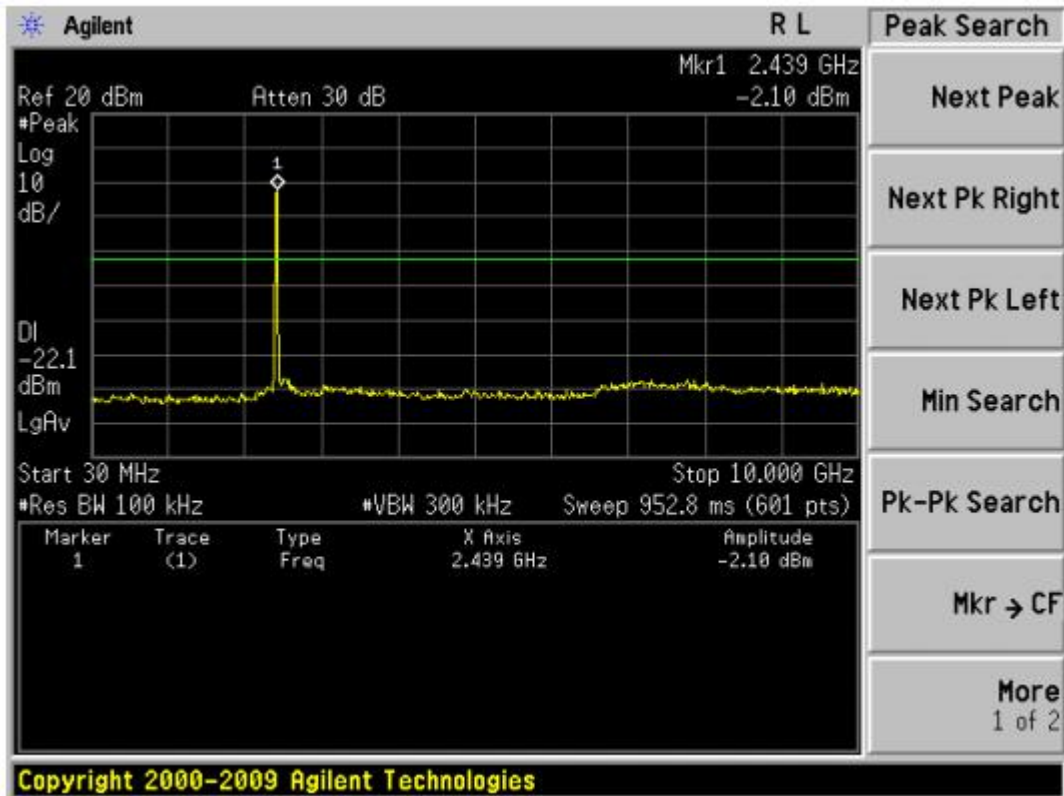 Agilent R L Peak Search
Mkr1 2.439 GHz
Ref 20 dBm Atten 30 dB -2.10 dBm
#Peak
Log
10
dB/
1
DI
-22.1
dBm
LgAv
Start 30 MHz Stop 10.000 GHz
#Res BW 100 kHz #VBW 300 kHz Sweep 952.8 ms (601 pts)
Marker Trace Type X Axis Amplitude
1 (1) Freq 2.439 GHz -2.10 dBm
Next Peak
Next Pk Right
Next Pk Left
Min Search
Pk-Pk Search
Mkr → CF
More
1 of 2
Copyright 2000-2009 Agilent Technologies